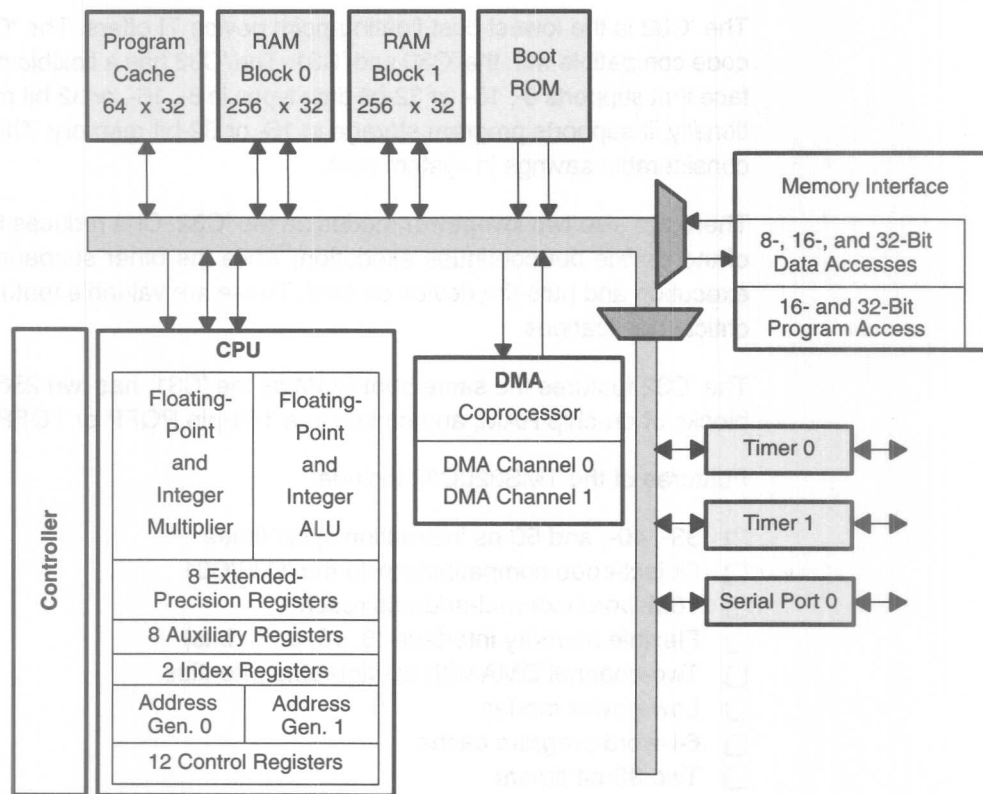 Program
Cache
64 x 32
RAM
Block 0
256 x 32
RAM
Block 1
256 x 32
Boot
ROM
Memory Interface
8-, 16-, and 32-Bit
Data Accesses
16- and 32-Bit
Program Access
Controller
CPU
Floating-
Point
and
Integer
Multiplier
Floating-
Point
and
Integer
ALU
8 Extended-
Precision Registers
8 Auxiliary Registers
2 Index Registers
Address
Gen. 0
Address
Gen. 1
12 Control Registers
DMA
Coprocessor
DMA Channel 0
DMA Channel 1
Timer 0
Timer 1
Serial Port 0